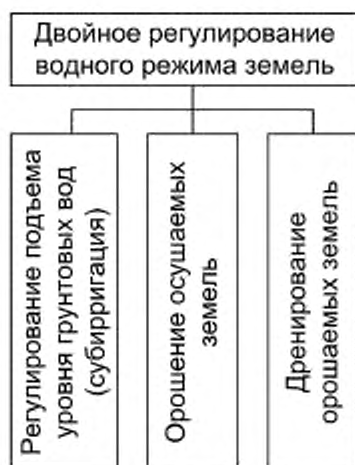 Двойное регулирование
водного режима земель
Регулирование подъема
уровня грунтовых вод
(субирригация)
Орошение осушаемых
земель
Дренирование
орошаемых земель